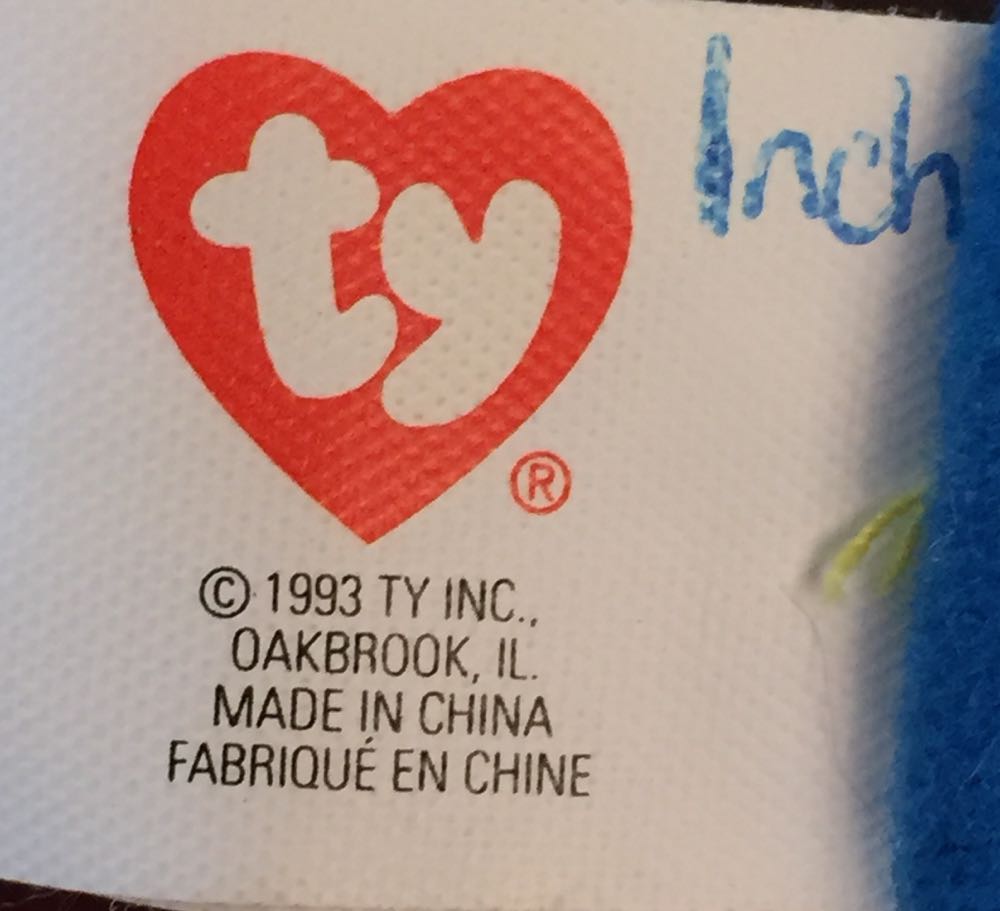 ty
Inch
®
© 1993 TY INC.,
OAKBROOK, IL.
MADE IN CHINA
FABRIQUÉ EN CHINE